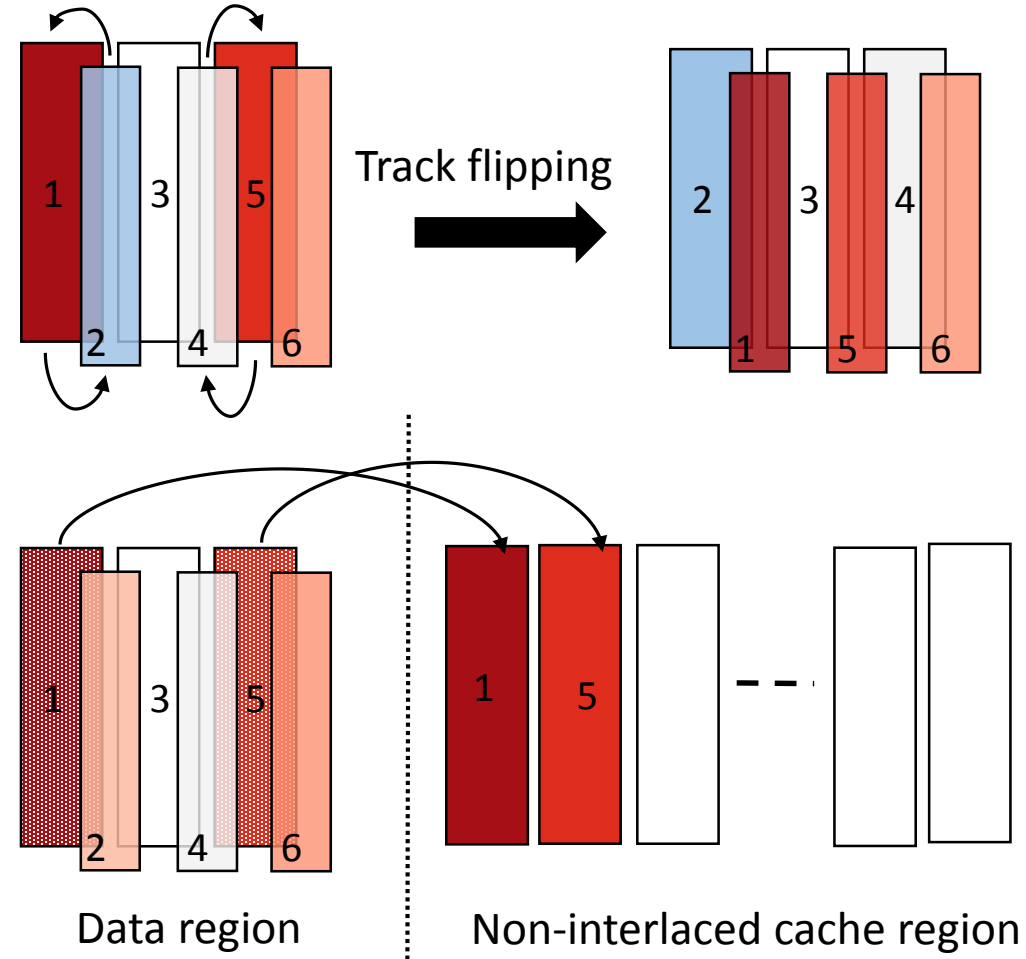 1 3 5
2 4 6
Track flipping
2 3 4
1 5 6
1 3 5
2 4 6
1 5
Data region
Non-interlaced cache region